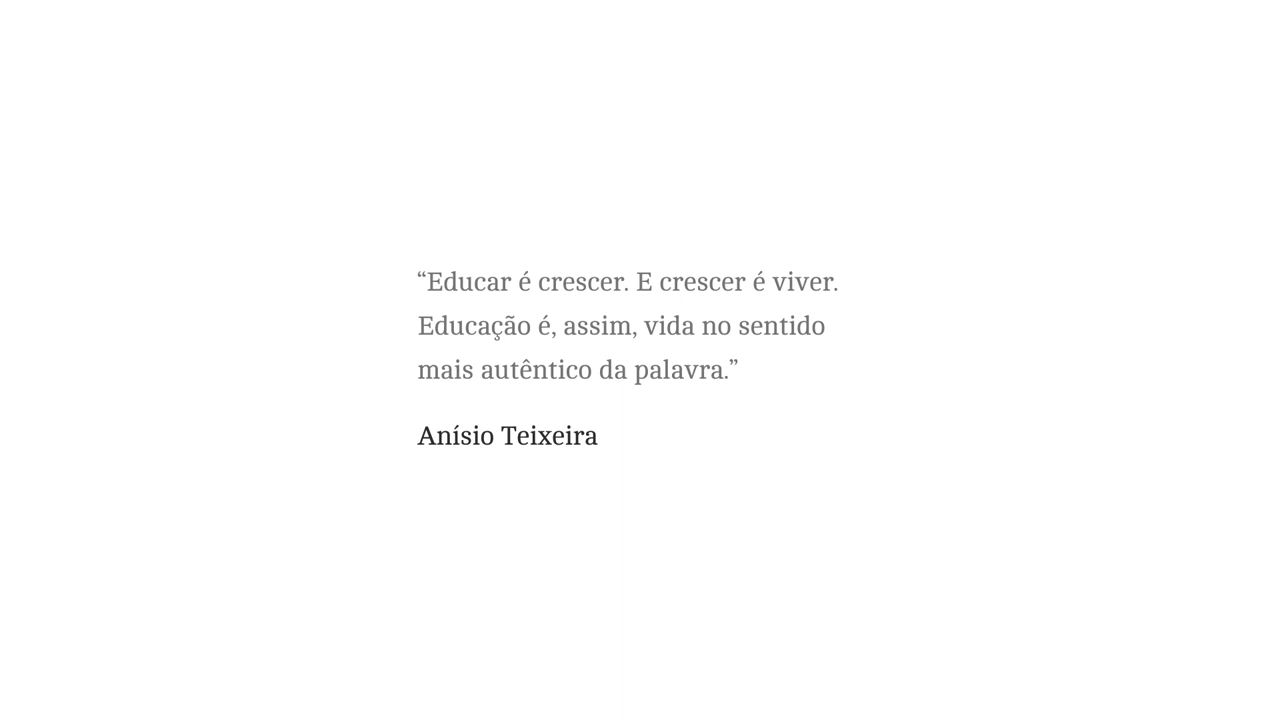 “Educar é crescer. E crescer é viver.
Educação é, assim, vida no sentido
mais autêntico da palavra.”
Anísio Teixeira